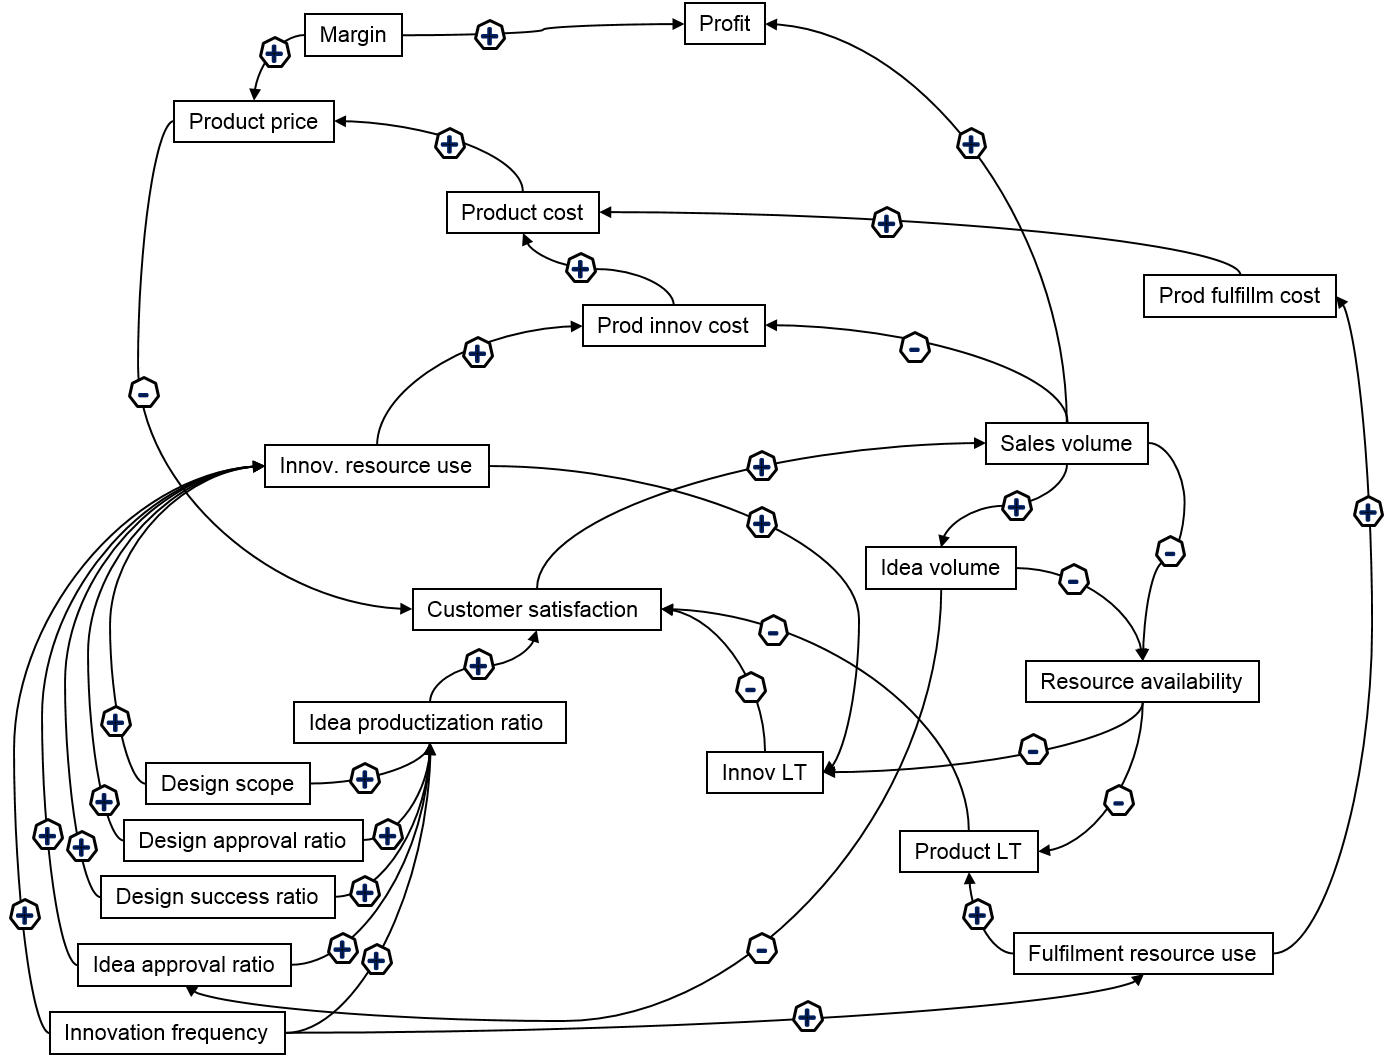 Margin
Profit
+
+
Product price
+
+
Product cost
+
+
Prod fulfillm cost
Prod innov cost
+
-
-
Sales volume
Innov. resource use
+
+
+
+
-
Idea volume
-
Customer satisfaction
-
+
Resource availability
-
Idea productization ratio
+
-
Innov LT
Design scope
+
+
-
Design approval ratio
+
+
+
Product LT
Design success ratio
+
+
+
Fulfilment resource use
Idea approval ratio
+
-
+
+
Innovation frequency